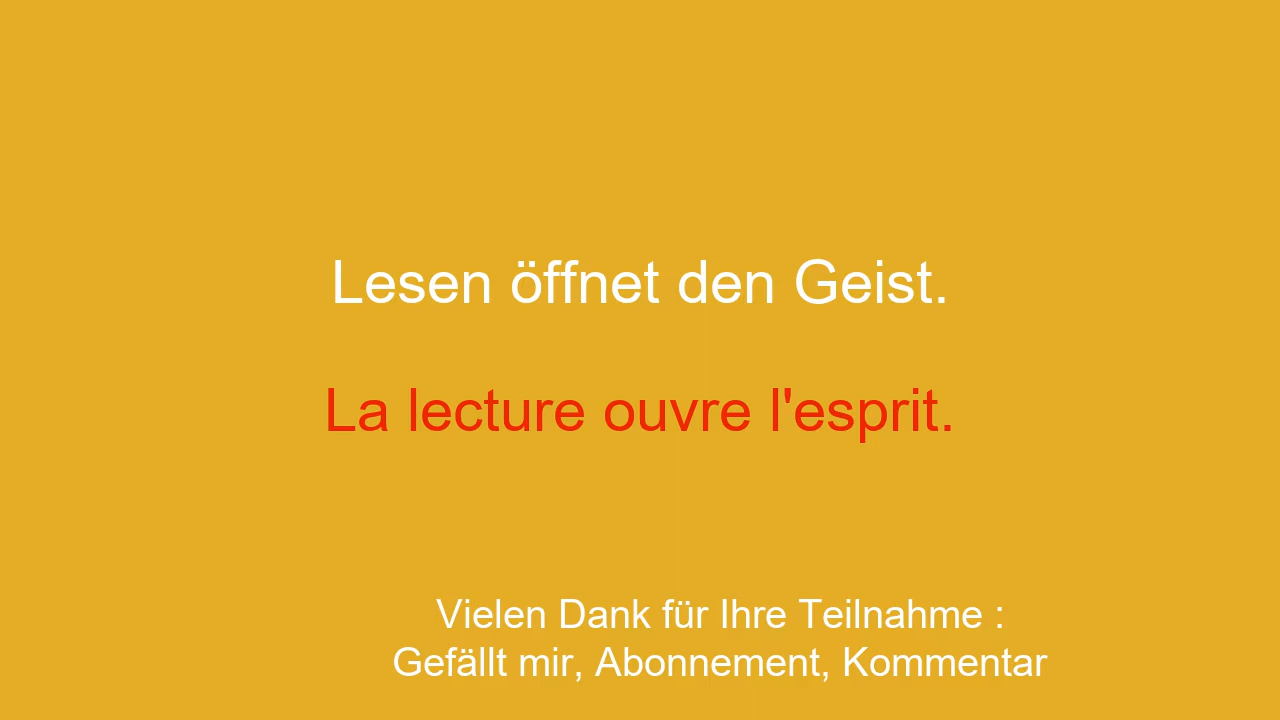 Lesen öffnet den Geist.
La lecture ouvre l'esprit.
Vielen Dank für Ihre Teilnahme :
Gefällt mir, Abonnement, Kommentar